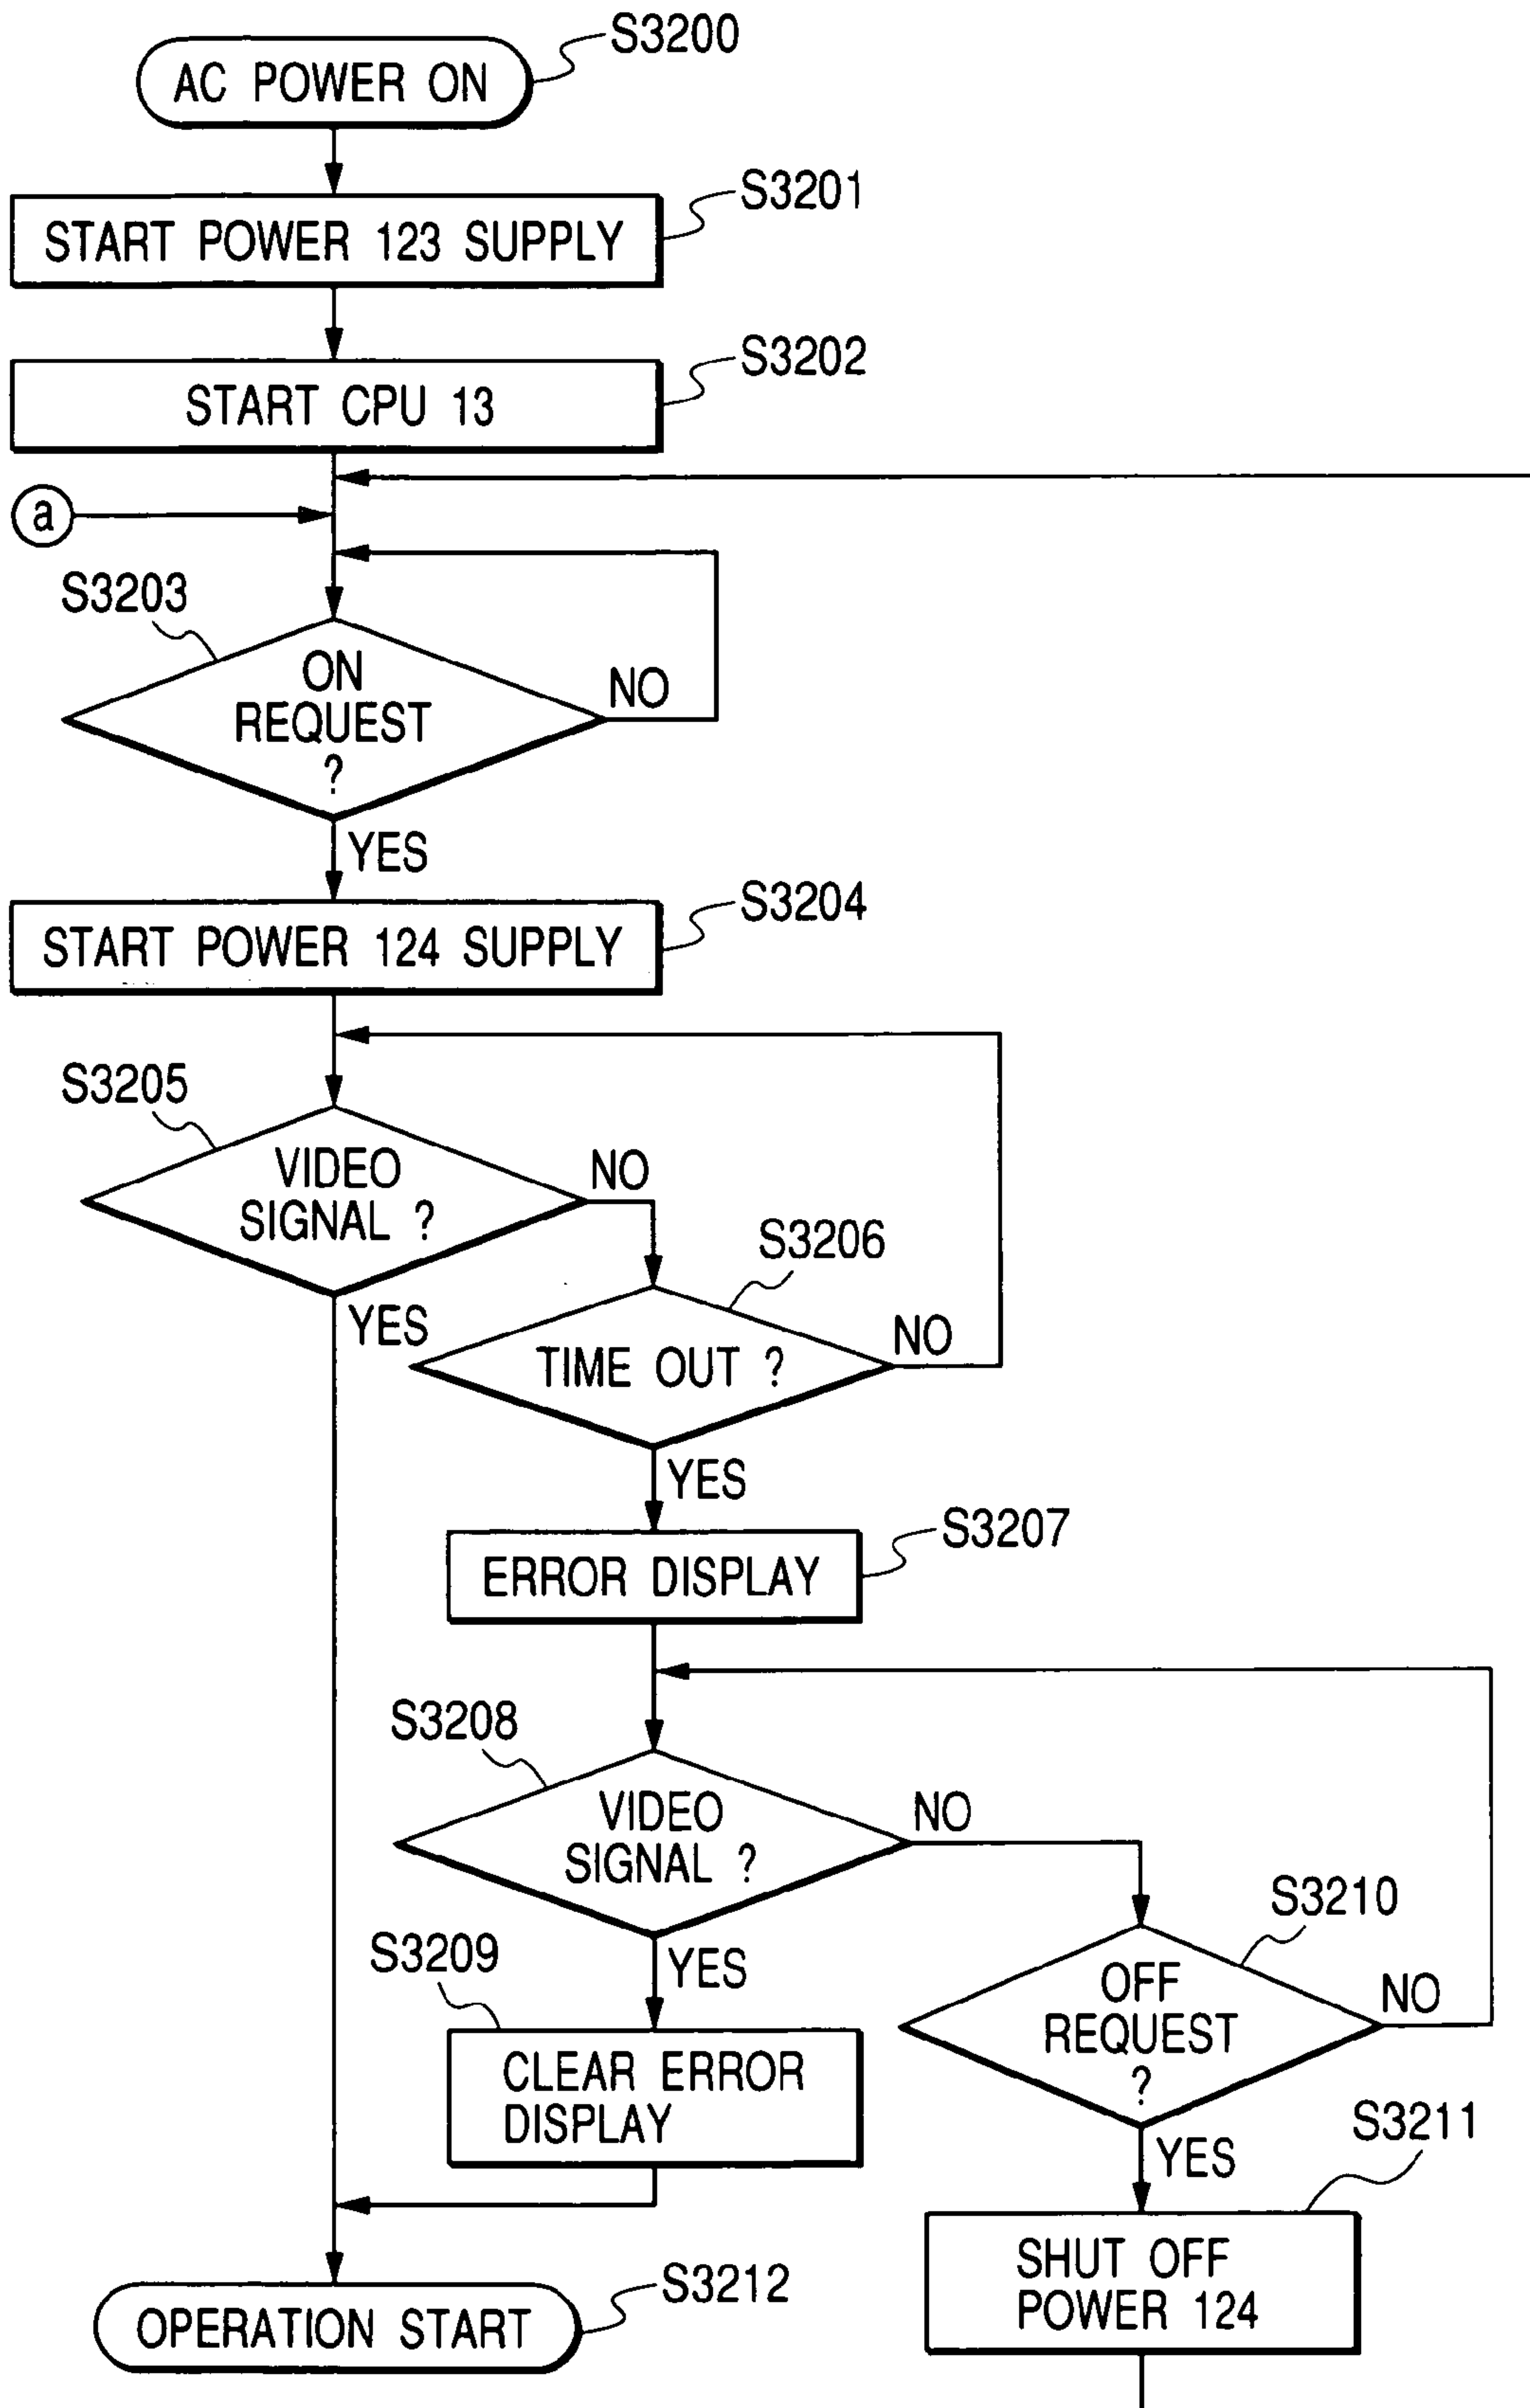 S3200
AC POWER ON
S3201
START POWER 123 SUPPLY
S3202
START CPU 13
a
S3203
ON
REQUEST
?
NO
YES
S3204
START POWER 124 SUPPLY
S3205
VIDEO
SIGNAL ?
NO
YES
S3206
TIME OUT ?
NO
YES
S3207
ERROR DISPLAY
S3208
VIDEO
SIGNAL ?
NO
YES
S3210
OFF
REQUEST
?
NO
YES
S3209
CLEAR ERROR
DISPLAY
S3211
SHUT OFF
POWER 124
S3212
OPERATION START